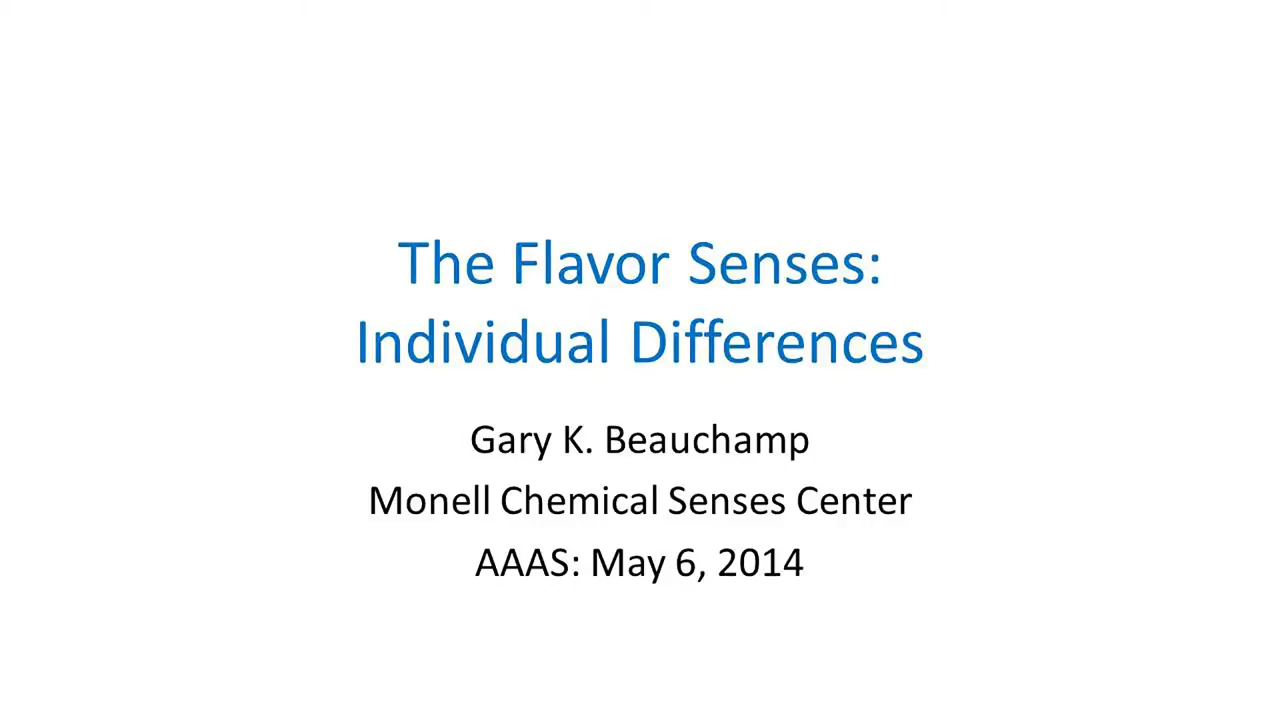 The Flavor Senses:
Individual Differences
Gary K. Beauchamp
Monell Chemical Senses Center
AAAS: May 6, 2014